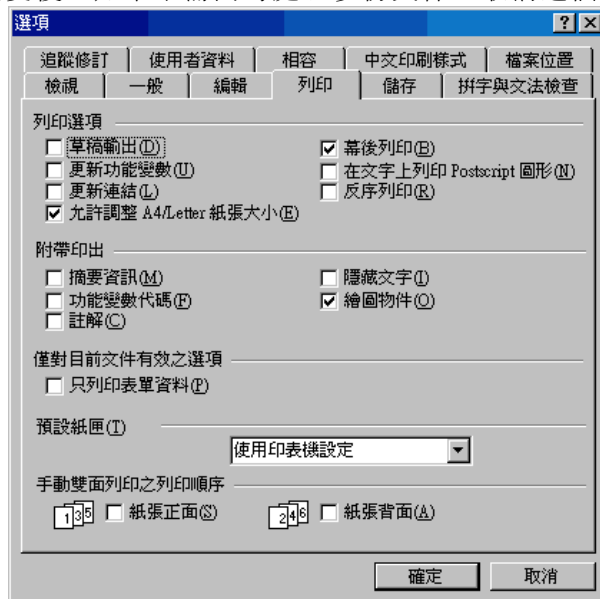 選項
追蹤修訂 使用者資料 相容 中文印刷樣式 檔案位置
檢視 一般 編輯 列印 儲存 拼字與文法檢查
列印選項
草稿輸出(D) 幕後列印(B)
更新功能變數(U) 在文字上列印 Postscript 圖形(N)
更新連結(L) 反序列印(R)
允許調整 A4/Letter 紙張大小(E)
附帶印出
摘要資訊(M) 隱藏文字(I)
功能變數代碼(F) 繪圖物件(O)
註解(C)
僅對目前文件有效之選項
只列印表單資料(P)
預設紙匣(T)
使用印表機設定
手動雙面列印之列印順序
1 3 5 紙張正面(S) 2 4 6 紙張背面(A)
確定 取消